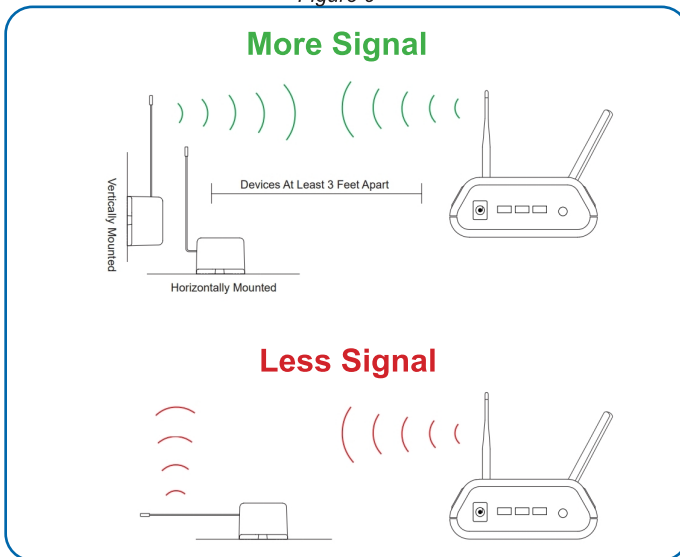 More Signal
Devices At Least 3 Feet Apart
Vertically Mounted
Horizontally Mounted
Less Signal